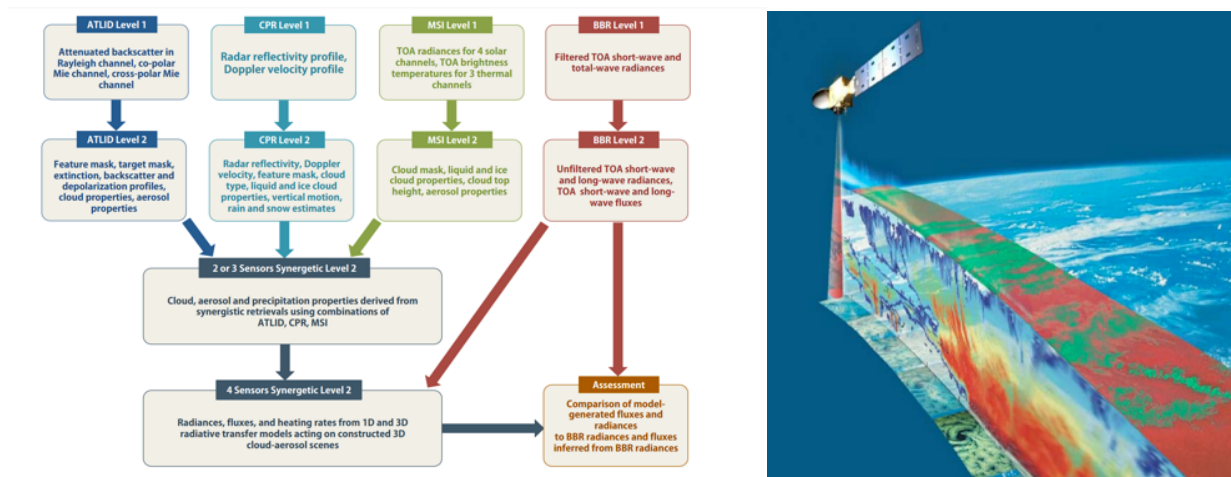 ATLID Level 1
Attenuated backscatter in
Rayleigh channel, co-polar
Mie channel, cross-polar Mie
channel
CPR Level 1
Radar reflectivity profile,
Doppler velocity profile
MSI Level 1
TOA radiances for 4 solar
channels, TOA brightness
temperatures for 3 thermal
channels
BBR Level 1
Filtered TOA short-wave and
total-wave radiances
ATLID Level 2
Feature mask, target mask,
extinction, backscatter and
depolarization profiles,
cloud properties, aerosol
properties
CPR Level 2
Radar reflectivity, Doppler
velocity, feature mask, cloud
type, liquid and ice cloud
properties, vertical motion,
rain and snow estimates
MSI Level 2
Cloud mask, liquid and ice
cloud properties, cloud top
height, aerosol properties
BBR Level 2
Unfiltered TOA short-wave
and long-wave radiances,
TOA short-wave and long-
wave fluxes
2 or 3 Sensors Synergetic Level 2
Cloud, aerosol and precipitation properties derived from
synergistic retrievals using combinations of
ATLID, CPR, MSI
4 Sensors Synergetic Level 2
Radiances, fluxes, and heating rates from 1D and 3D
radiative transfer models acting on constructed 3D
cloud-aerosol scenes
Assessment
Comparison of model-
generated fluxes and
radiances
to BBR radiances and fluxes
inferred from BBR radiances